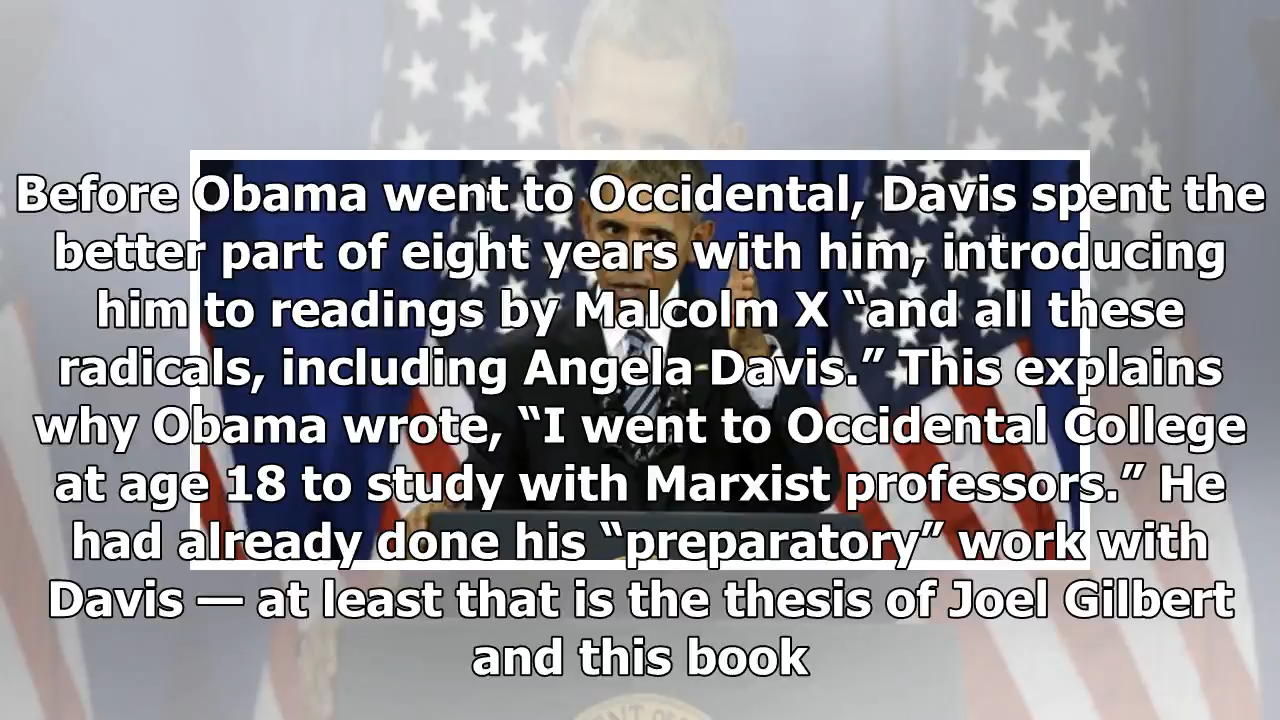 Before Obama went to Occidental, Davis spent the
better part of eight years with him, introducing
him to readings by Malcolm X “and all these
radicals, including Angela Davis.” This explains
why Obama wrote, “I went to Occidental College
at age 18 to study with Marxist professors.” He
had already done his “preparatory” work with
Davis — at least that is the thesis of Joel Gilbert
and this book